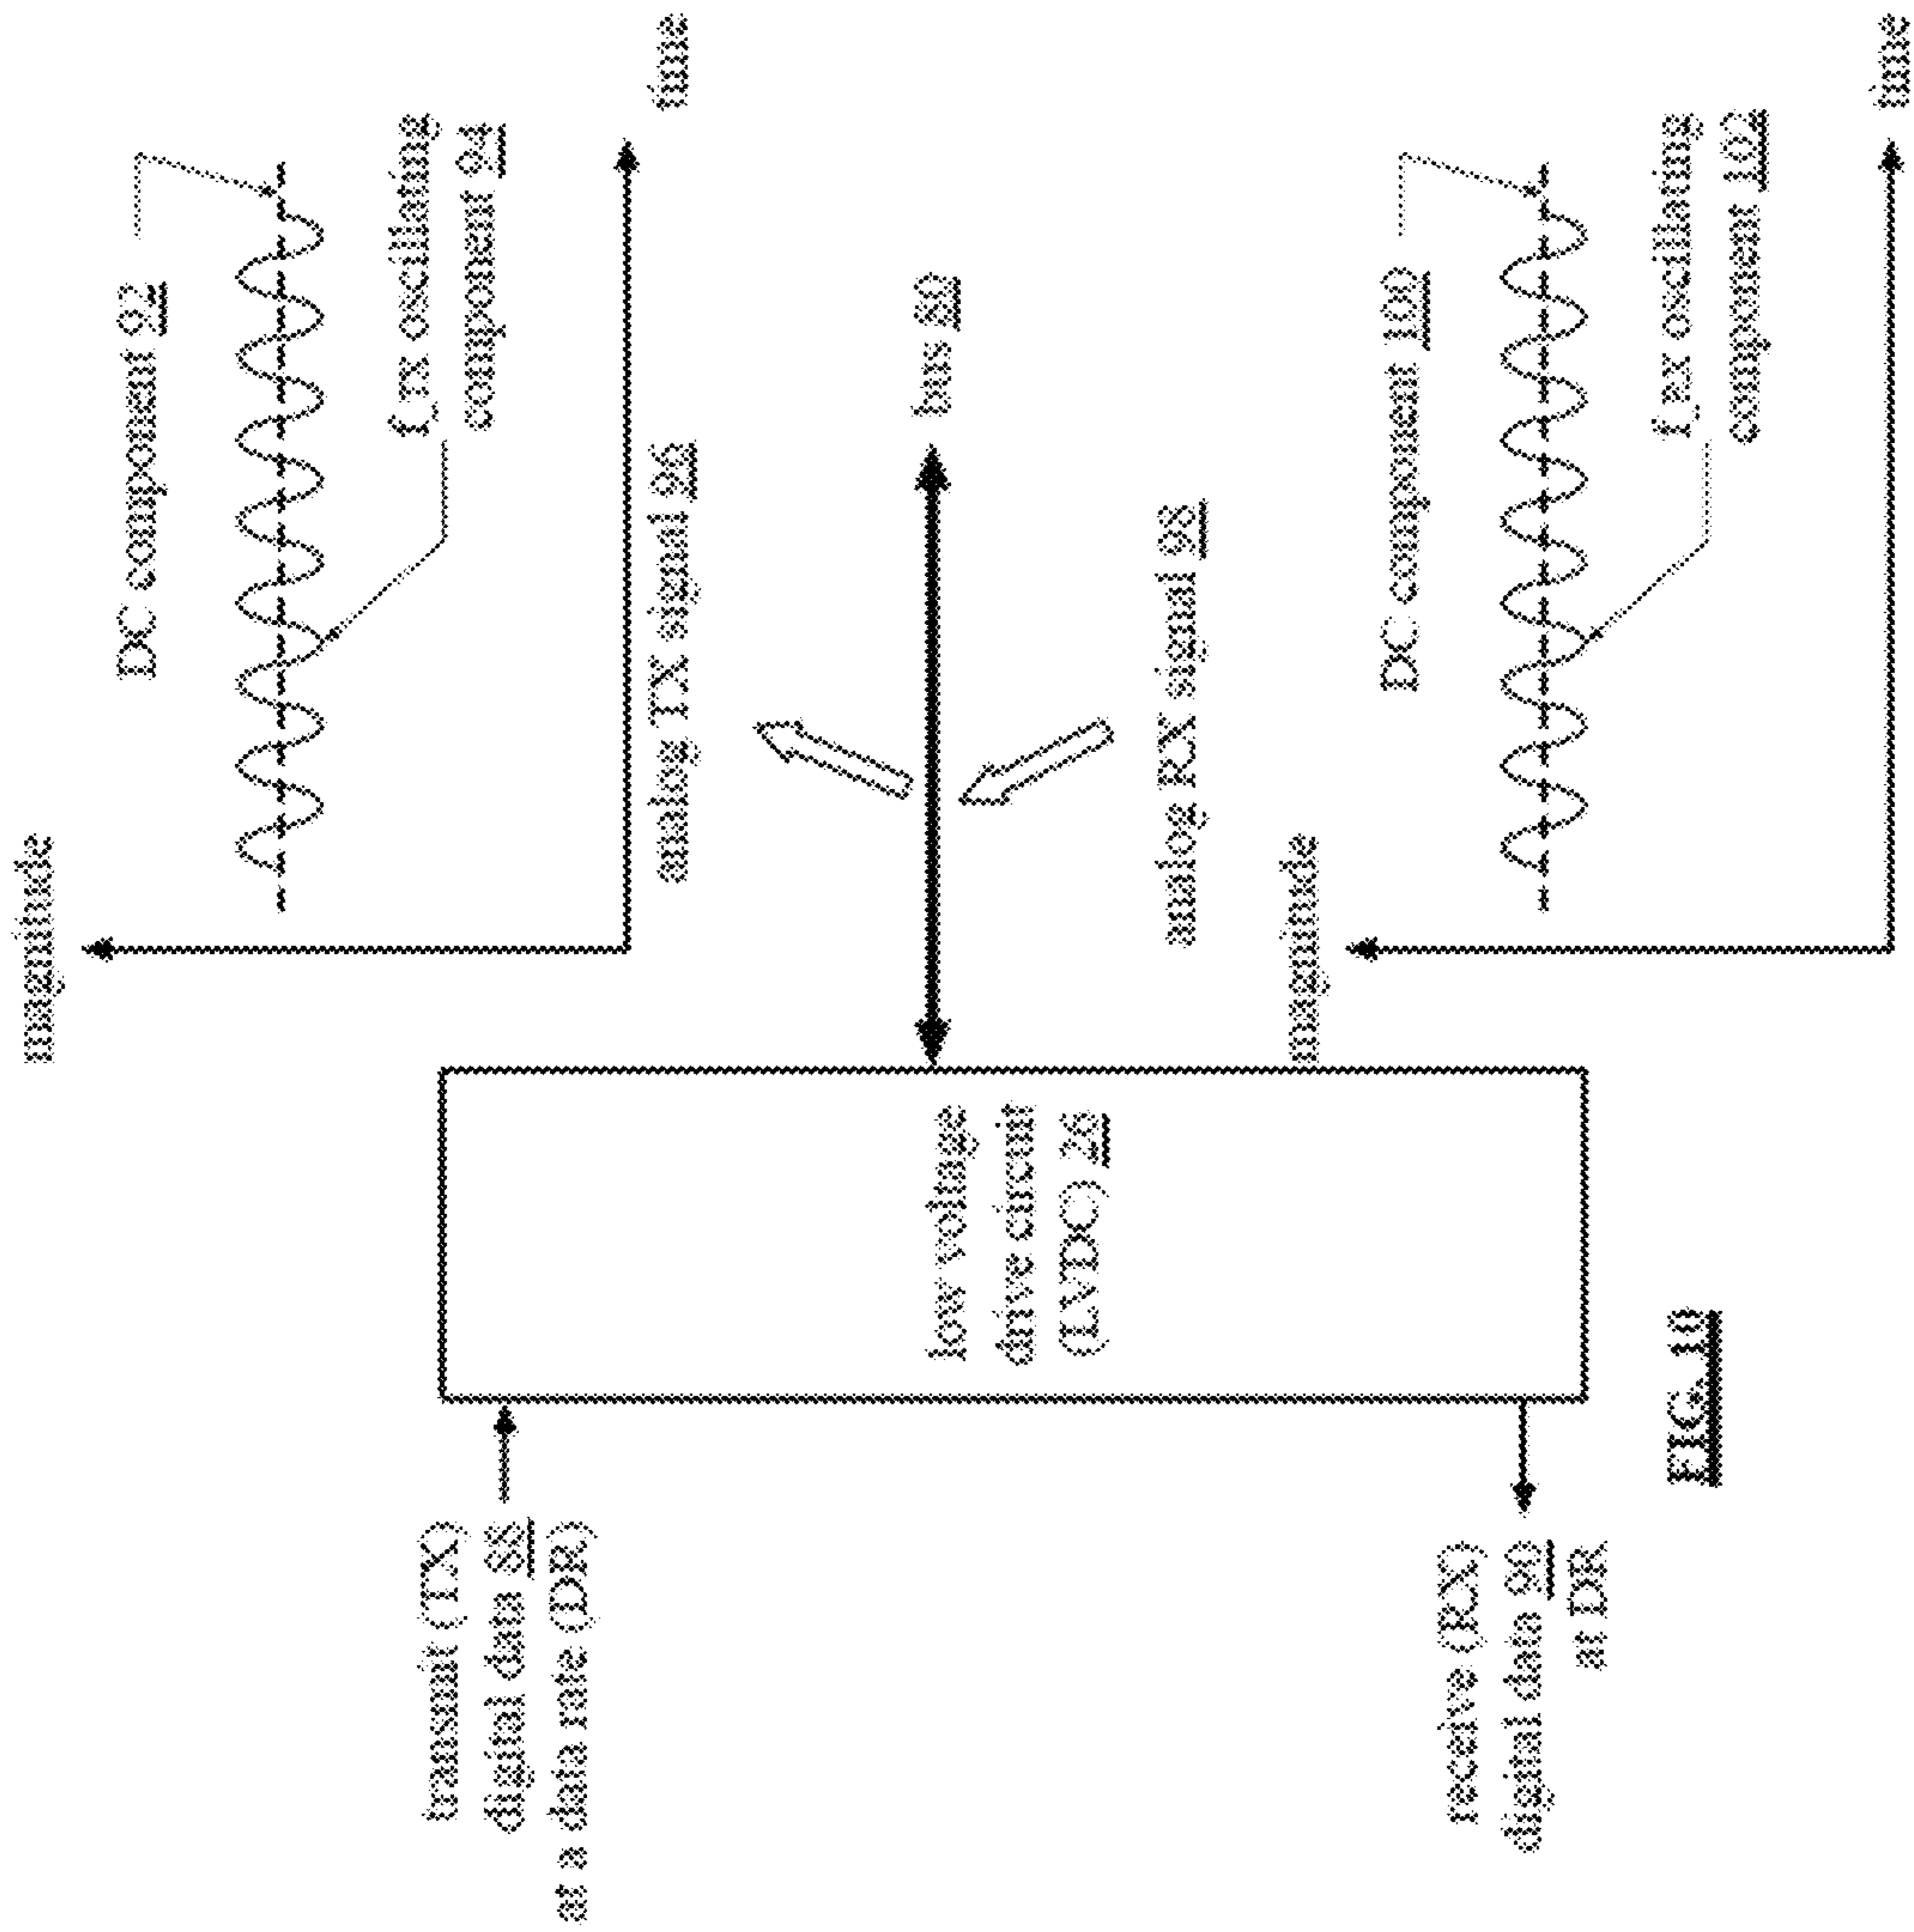 magnitude
DC component 92
f_TX oscillating
component 94
time
analog TX signal 96
bus 80
transmit (TX)
digital data 88
at a data rate (DR)
low voltage
drive circuit
(LVDC) 26
analog RX signal 98
magnitude
DC component 100
f_RX oscillating
component 102
time
receive (RX)
digital data 90
at DR
FIG. 10